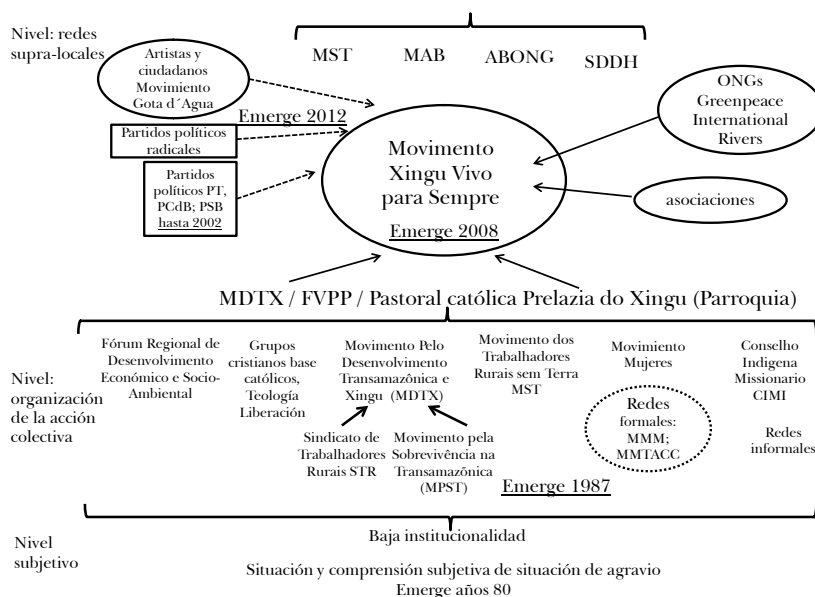 Nivel: redes
supra-locales
MST
MAB
ABONG
SDDH
Artistas y
ciudadanos
Movimiento
Gota d´Agua
Emerge 2012
Partidos políticos
radicales
Partidos
políticos PT,
PCdB; PSB
hasta 2002
Movimento
Xingu Vivo
para Sempre
Emerge 2008
ONGs
Greenpeace
International
Rivers
asociaciones
MDTX / FVPP / Pastoral católica Prelazia do Xingu (Parroquia)
Nivel:
organización
de la acción
colectiva
Fórum Regional de
Desenvolvimento
Económico e Socio-
Ambiental
Grupos
cristianos base
católicos,
Teología
Liberación
Movimento Pelo
Desenvolvimento
Transamazônica e
Xingu (MDTX)
Movimento dos
Trabalhadores
Rurais sem Terra
MST
Movimiento
Mujeres
Redes
formales:
MMM;
MMTACC
Conselho
Indigena
Missionario
CIMI
Redes
informales
Sindicato de
Trabalhadores
Rurais STR
Movimento pela
Sobrevivência na
Transamazônica
(MPST)
Emerge 1987
Nivel
subjetivo
Baja institucionalidad
Situación y comprensión subjetiva de situación de agravio
Emerge años 80